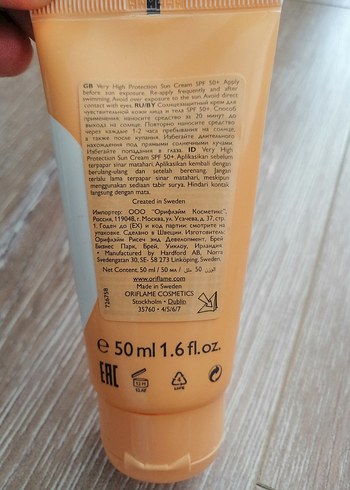 GB Very High Protection Sun Cream SPF 50+. Apply
before sun exposure. Re-apply frequently and after
swimming. Avoid over exposure to the sun. Avoid direct
contact with eyes. RU/BY Солнцезащитный крем для
чувствительной кожи лица и тела SPF 50+. Способ
применения: наносите средство за 20 минут до
выхода на солнце. Повторно наносите средство
через каждые 1-2 часа пребывания на солнце,
а также после купания. Избегайте длительного
нахождения под прямыми солнечными лучами.
Избегайте попадания в глаза. ID Very High
Protection Sun Cream SPF 50+. Aplikasikan sebelum
terpapar sinar matahari. Aplikasikan kembali dengan
berulang-ulang dan setelah berenang. Jangan
terlalu lama terpapar sinar matahari, meskipun
menggunakan sediaan tabir surya. Hindari kontak
langsung dengan mata.
Created in Sweden
Импортер: ООО "Орифлэйм Косметикс",
Россия, 119048, г. Москва, ул. Усачева, д. 37, стр.
1. Годен до (EX) и код партии: смотрите на
упаковке. Сделано в Швеции Изготовитель:
Орифлэйм Рисеч энд Девелопмент, Брей
Бизнес Парк, Брей, Уиклоу, Ирландия
• Manufactured by Hardford AB, Norra
Svedengatan 30, SE- 58 273 Linköping, Sweden.
Net Content. 50 ml / 50 мл / 50 مل الوزن
www.oriflame.com
Made in Sweden
ORIFLAME COSMETICS
Stockholm • Dublin
35760 • 4/5/6/7
e 50 ml 1.6 fl.oz.
EAC
12 M
4
LDPE